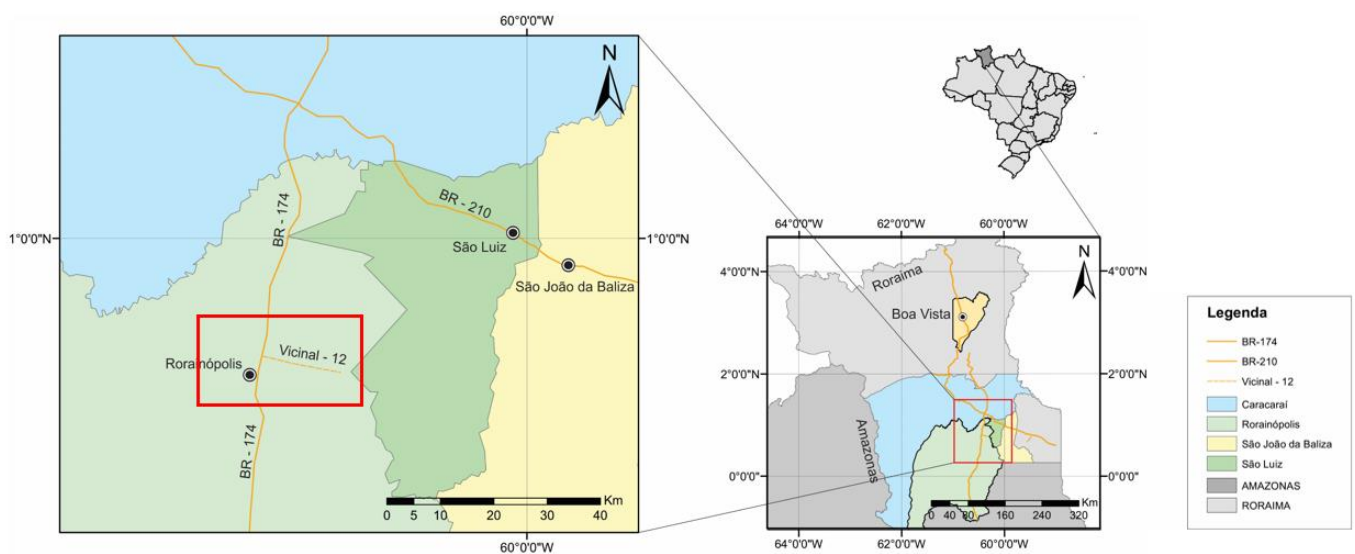 60°0'0"W
N
BR - 174
BR - 210
1°0'0"N
1°0'0"N
São Luiz
São João da Baliza
Rorainópolis
Vicinal - 12
BR - 174
Km
0 5 10 20 30 40
60°0'0"W
64°0'0"W 62°0'0"W 60°0'0"W
N
4°0'0"N
4°0'0"N
Roraima
Boa Vista
2°0'0"N
2°0'0"N
Amazonas
0°0'0"
0°0'0"
Km
0 40 80 160 240 320
64°0'0"W 62°0'0"W 60°0'0"W
Legenda
BR-174
BR-210
Vicinal - 12
Caracaraí
Rorainópolis
São João da Baliza
São Luiz
AMAZONAS
RORAIMA